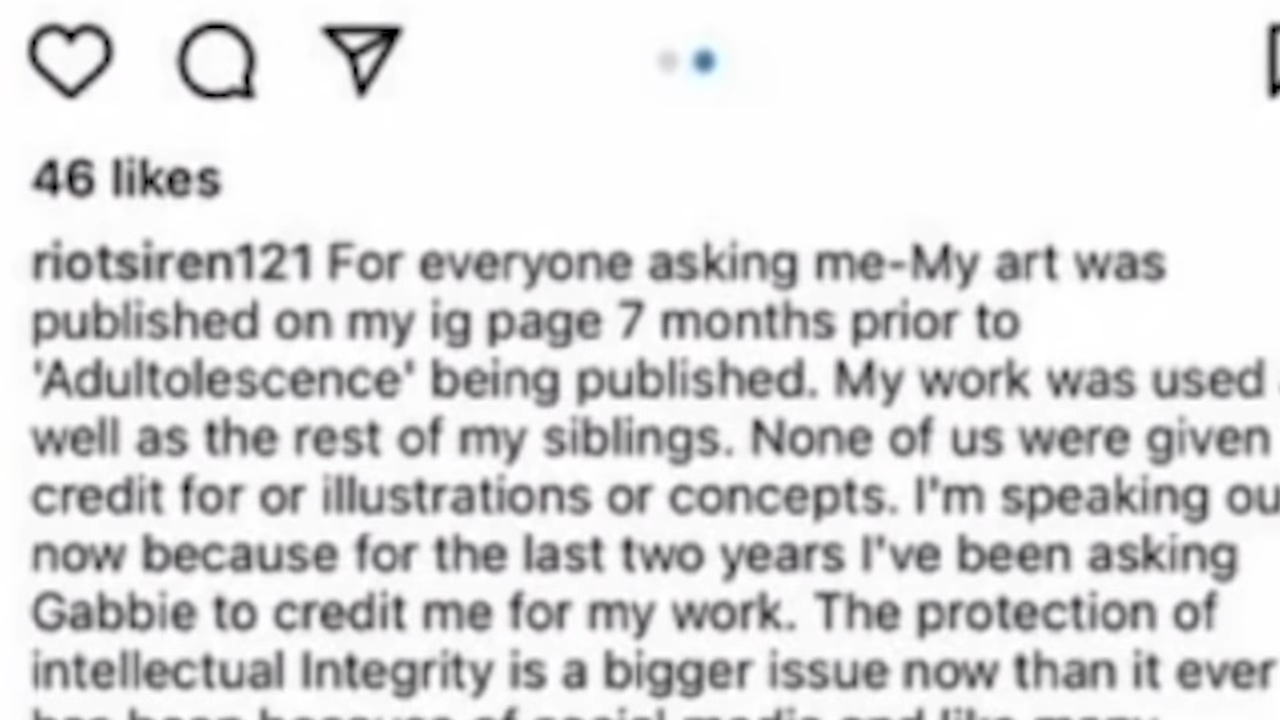 46 likes
riotsiren121 For everyone asking me-My art was
published on my ig page 7 months prior to
'Adultolescence' being published. My work was used
well as the rest of my siblings. None of us were given
credit for or illustrations or concepts. I'm speaking ou
now because for the last two years I've been asking
Gabbie to credit me for my work. The protection of
intellectual Integrity is a bigger issue now than it ever